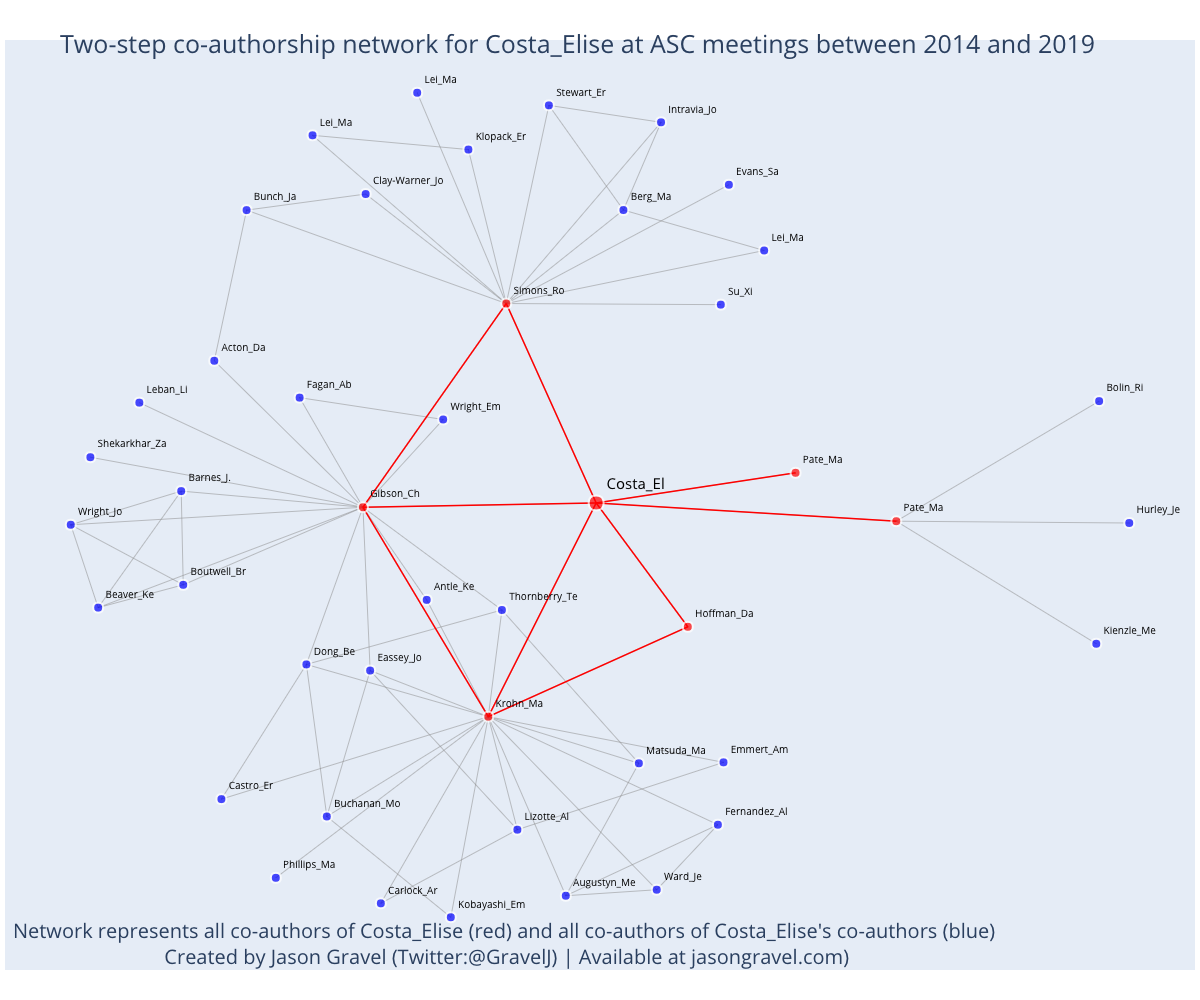 Two-step co-authorship network for Costa_Elise at ASC meetings between 2014 and 2019
Lei_Ma
Stewart_Er
Intravia_Jo
Lei_Ma
Klopack_Er
Evans_Sa
Clay-Warner_Jo
Bunch_Ja
Berg_Ma
Lei_Ma
Simons_Ro
Su_Xi
Acton_Da
Leban_Li
Fagan_Ab
Bolin_Ri
Wright_Em
Shekarkhar_Za
Pate_Ma
Barnes_J.
Costa_El
Gibson_Ch
Wright_Jo
Pate_Ma
Hurley_Je
Boutwell_Br
Beaver_Ke
Antle_Ke
Thornberry_Te
Hoffman_Da
Kienzle_Me
Dong_Be
Eassey_Jo
Krohn_Ma
Matsuda_Ma
Emmert_Am
Castro_Er
Buchanan_Mo
Lizotte_Al
Fernandez_Al
Phillips_Ma
Carlock_Ar
Augustyn_Me
Ward_Je
Kobayashi_Em
Network represents all co-authors of Costa_Elise (red) and all co-authors of Costa_Elise's co-authors (blue)
Created by Jason Gravel (Twitter:@GravelJ) | Available at jasongravel.com)